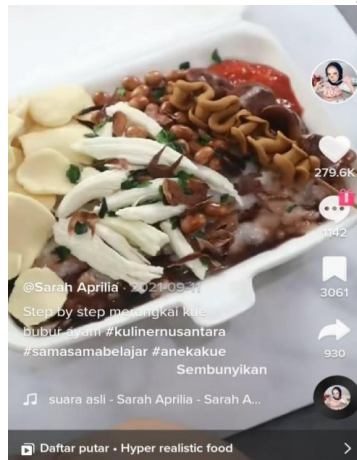 279.6K
1
1142
3061
930
@Sarah Aprilia · 2021-09-11
Step by step merangkai kue
bubur ayam #kulinernusantara
#samasamabelajar #anekakue
Sembunyikan
suara asli - Sarah Aprilia - Sarah A...
Daftar putar • Hyper realistic food